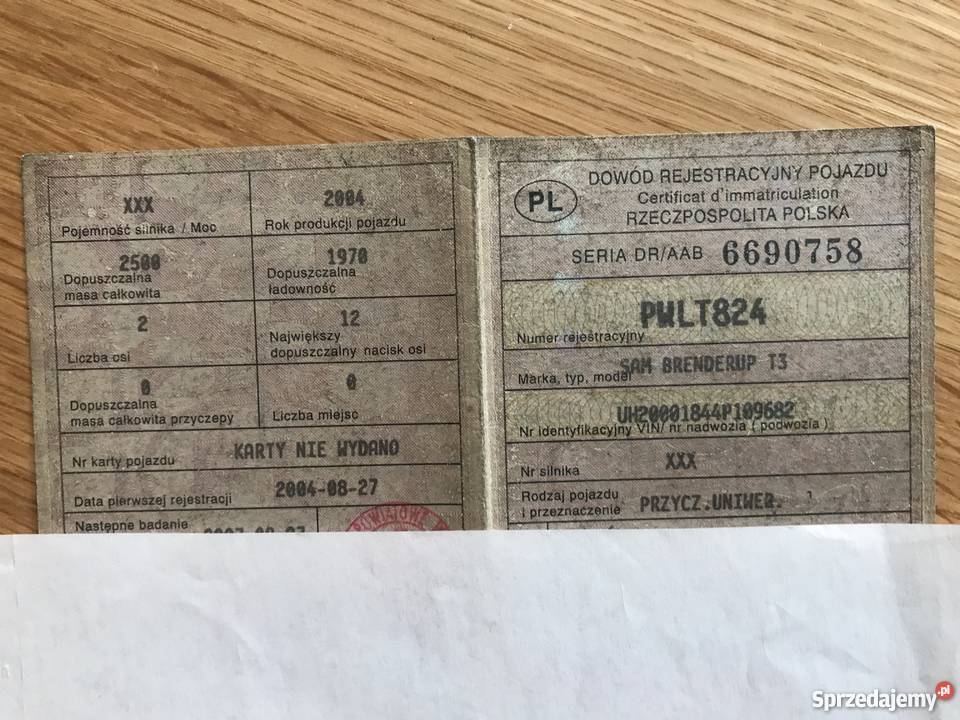 XXX
Pojemność silnika / Moc
2004
Rok produkcji pojazdu
2500
Dopuszczalna
masa całkowita
1970
Dopuszczalna
ładowność
2
Liczba osi
12
Największy
dopuszczalny nacisk osi
0
Dopuszczalna
masa całkowita przyczepy
0
Liczba miejsc
Nr karty pojazdu KARTY NIE WYDANO
Data pierwszej rejestracji 2004-08-27
Następne badanie
PL
DOWÓD REJESTRACYJNY POJAZDU
Certificat d'immatriculation
RZECZPOSPOLITA POLSKA
SERIA DR/AAB 6690758
PWLT824
Numer rejestracyjny
SAM BRENDERUP T3
Marka, typ, model
UH20001844P109682
Nr identyfikacyjny VIN/ nr nadwozia ( podwozia )
Nr silnika XXX
Rodzaj pojazdu
i przeznaczenie PRZYCZ.UNIWER.
Sprzedajemy.pl